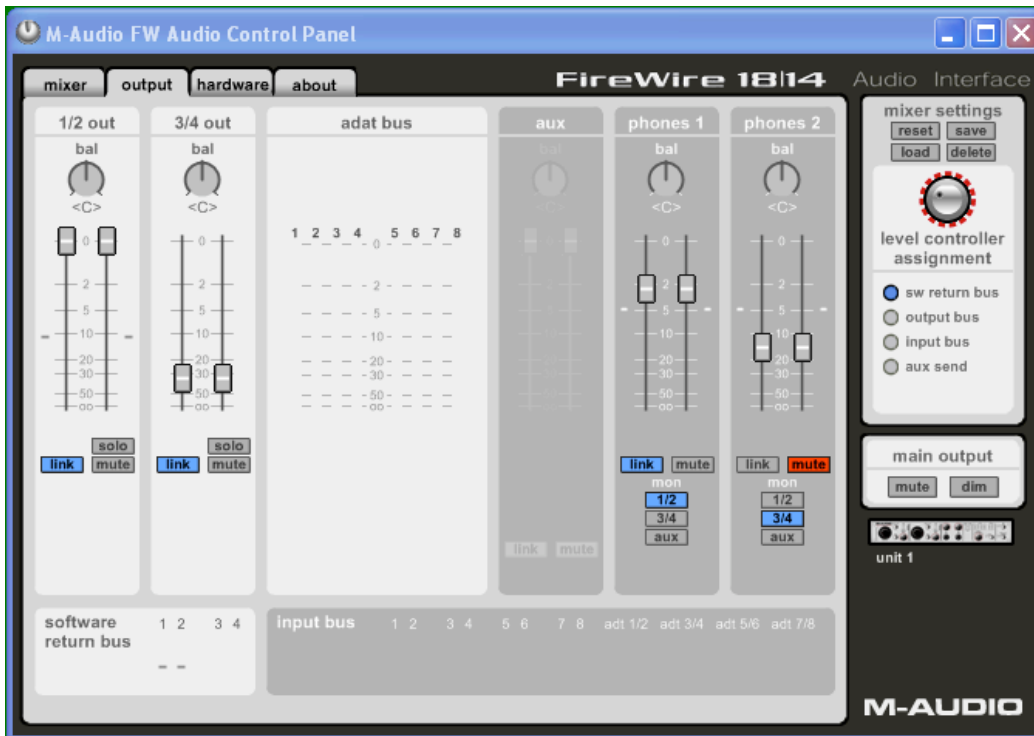 M-Audio FW Audio Control Panel
mixer output hardware about
FireWire 18|14 Audio Interface
1/2 out 3/4 out adat bus aux phones 1 phones 2
bal bal bal bal bal
<C> <C> <C> <C> <C>
1 2 3 4 5 6 7 8
0 0 0 0 0 0
2 2 2 2 2 2
5 5 5 5 5 5
10 10 10 10 10 10
20 20 20 20 20 20
30 30 30 30 30 30
50 50 50 50 50 50
∞ ∞ ∞ ∞ ∞ ∞
solo solo
link mute link mute link mute link mute
mon mon
1/2 1/2
3/4 3/4
aux aux
link mute
software return bus
1 2 3 4
input bus 1 2 3 4 5 6 7 8 adt 1/2 adt 3/4 adt 5/6 adt 7/8
mixer settings
reset save
load delete
level controller
assignment
sw return bus
output bus
input bus
aux send
main output
mute dim
unit 1
M-AUDIO